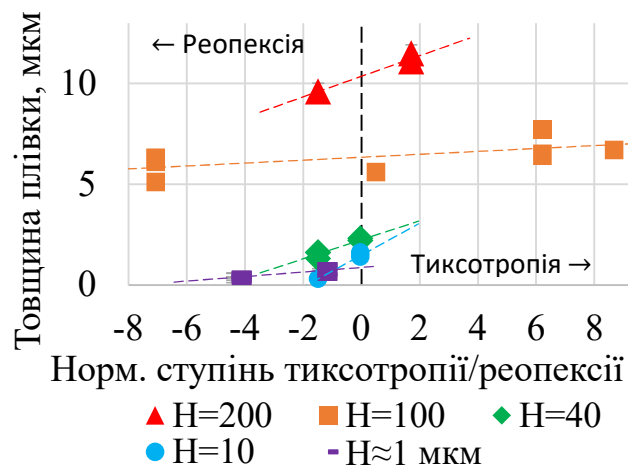 ← Реопексія
Товщина плівки, мкм
10
5
0
Тиксотропія →
-8 -6 -4 -2 0 2 4 6 8
Норм. ступінь тиксотропії/реопексії
H=200 H=100 H=40
H=10 H≈1 мкм